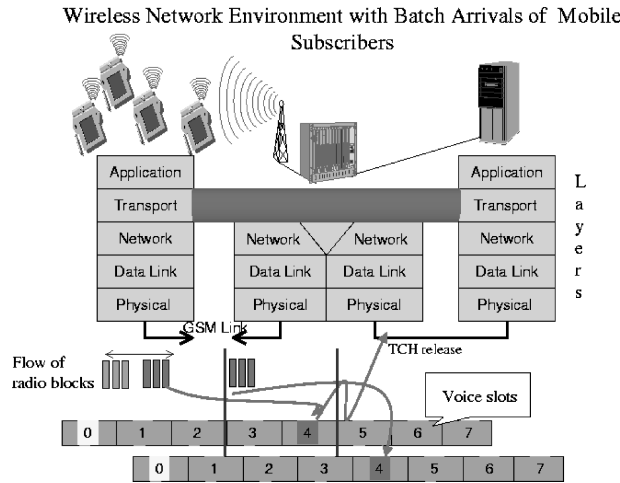 Wireless Network Environment with Batch Arrivals of Mobile
Subscribers
Application
Transport
Network
Data Link
Physical
Network
Data Link
Physical
Network
Data Link
Physical
Application
Transport
Network
Data Link
Physical
Layers
GSM Link
TCH release
Flow of
radio blocks
Voice slots
0 1 2 3 4 5 6 7
0 1 2 3 4 5 6 7